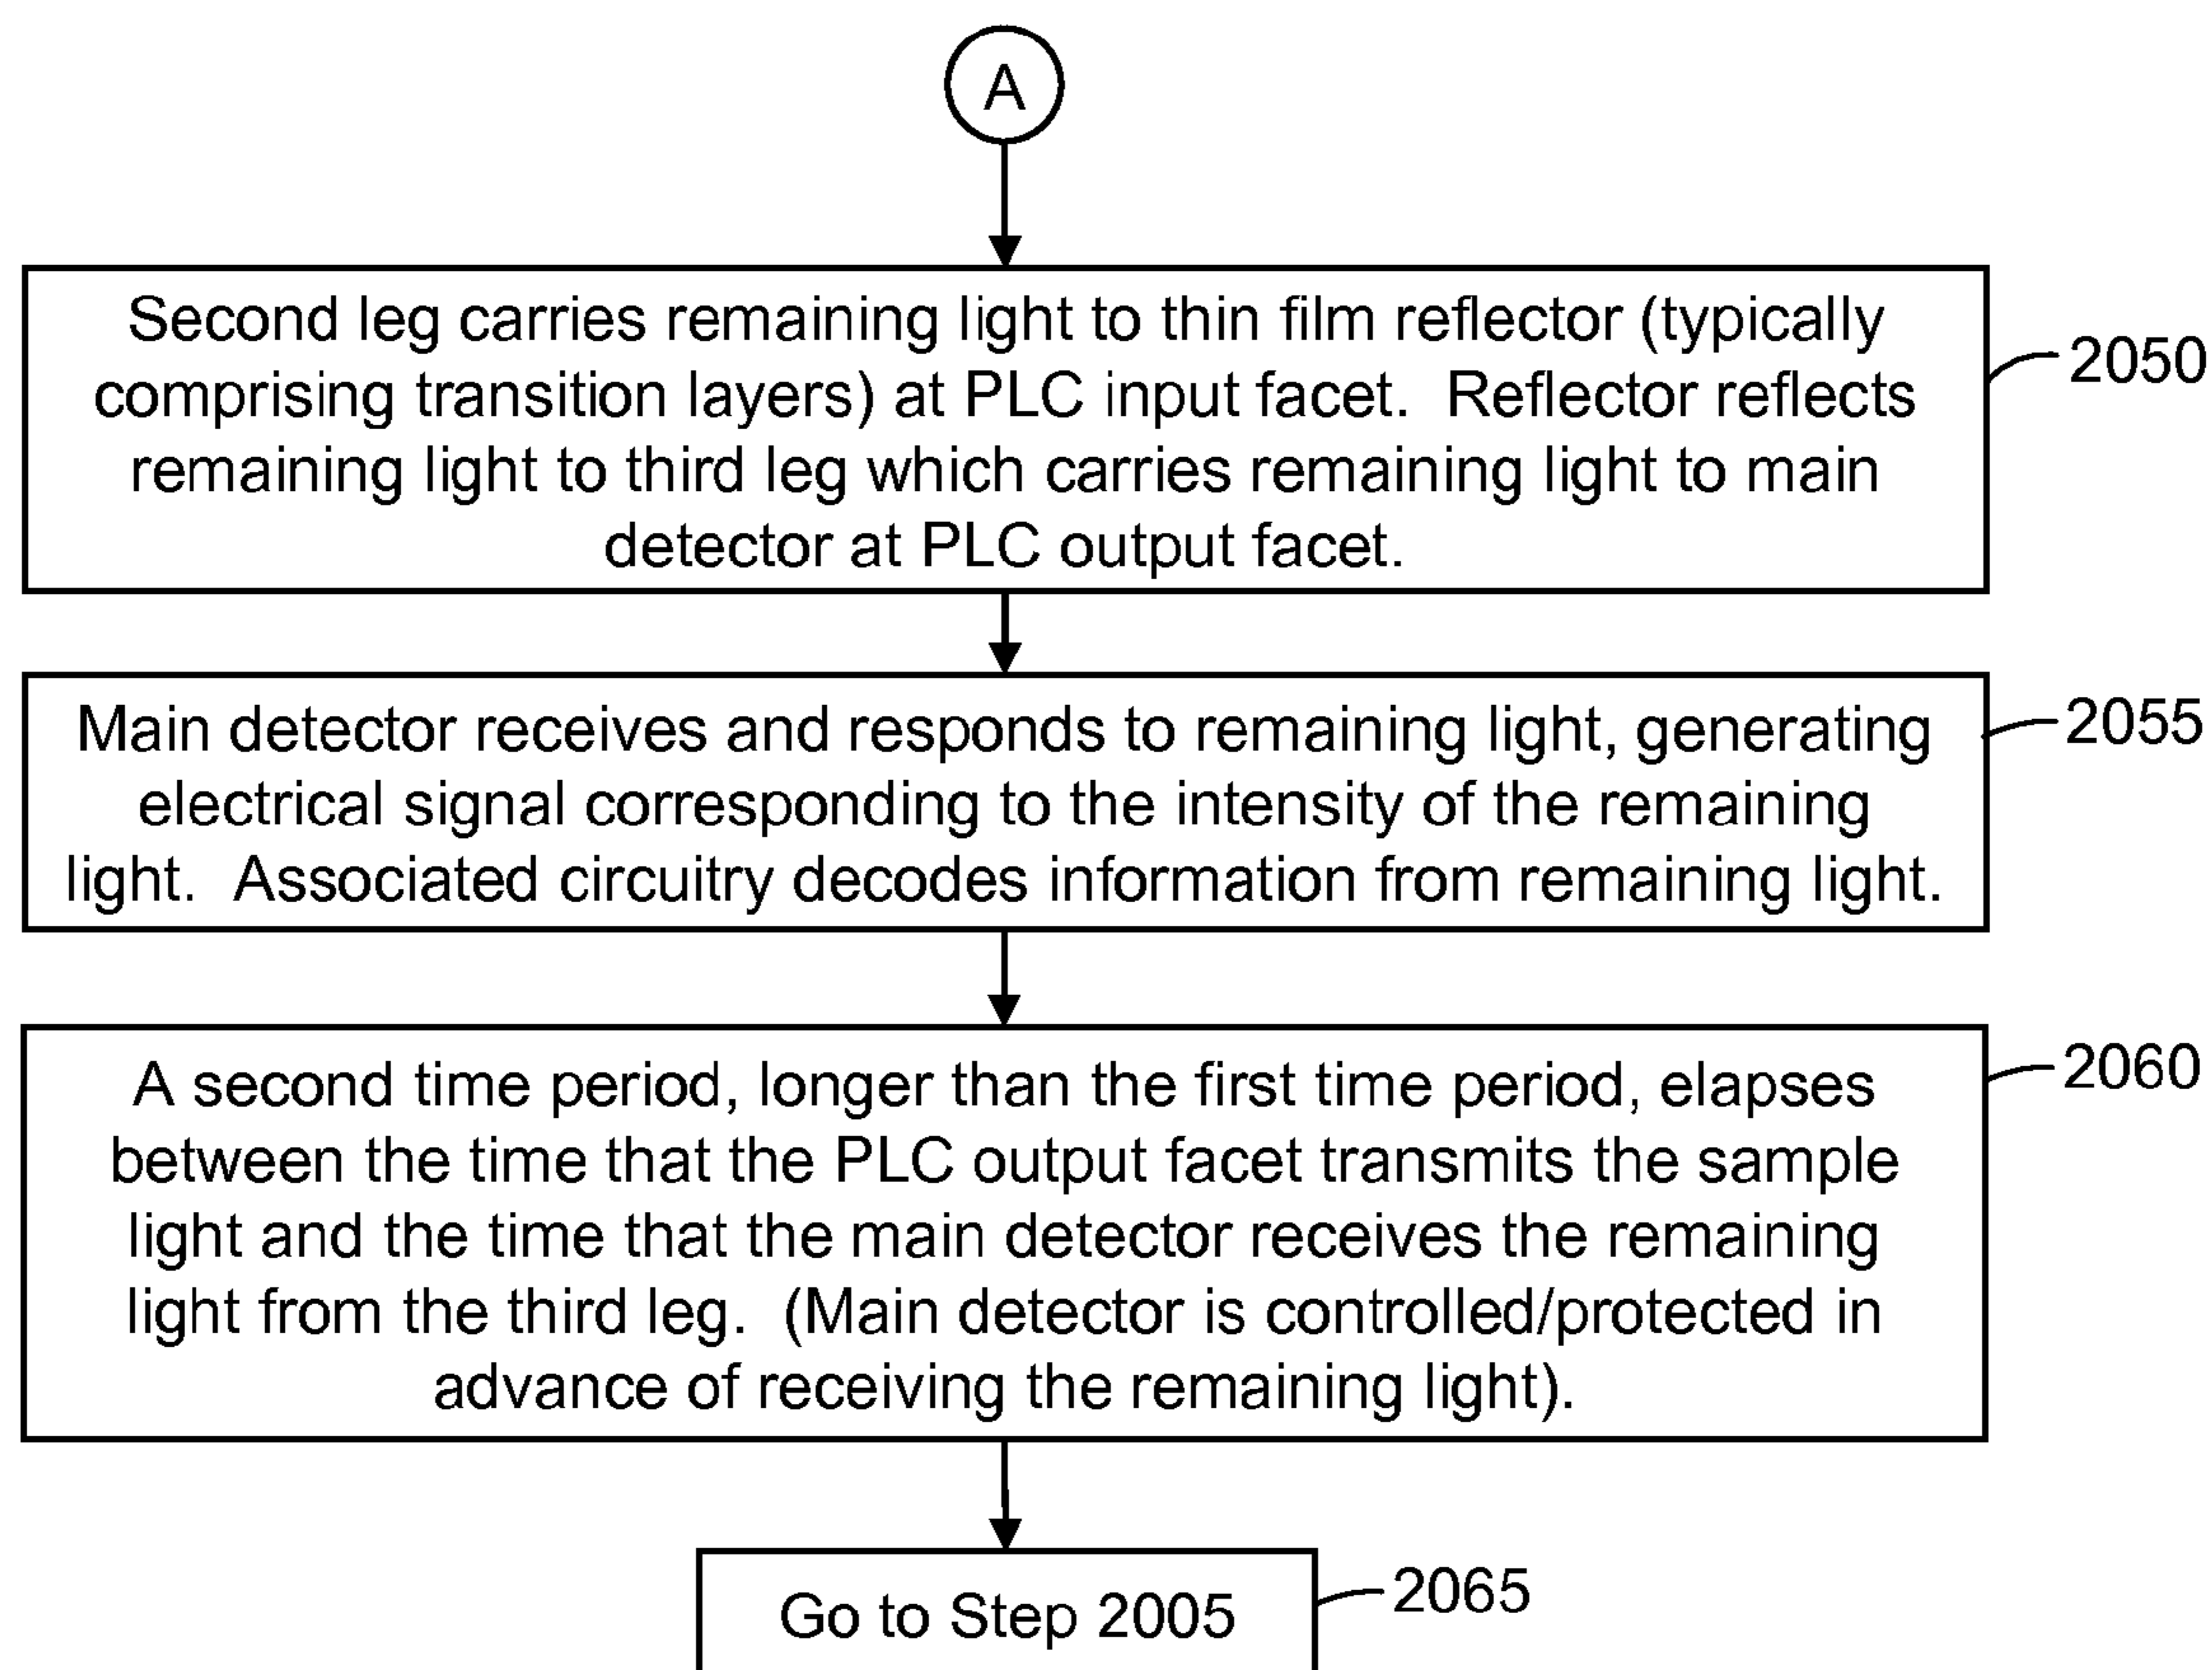 A
Second leg carries remaining light to thin film reflector (typically
comprising transition layers) at PLC input facet.  Reflector reflects
remaining light to third leg which carries remaining light to main
detector at PLC output facet.
2050
Main detector receives and responds to remaining light, generating
electrical signal corresponding to the intensity of the remaining
light.  Associated circuitry decodes information from remaining light.
2055
A second time period, longer than the first time period, elapses
between the time that the PLC output facet transmits the sample
light and the time that the main detector receives the remaining
light from the third leg.  (Main detector is controlled/protected in
advance of receiving the remaining light).
2060
Go to Step 2005
2065